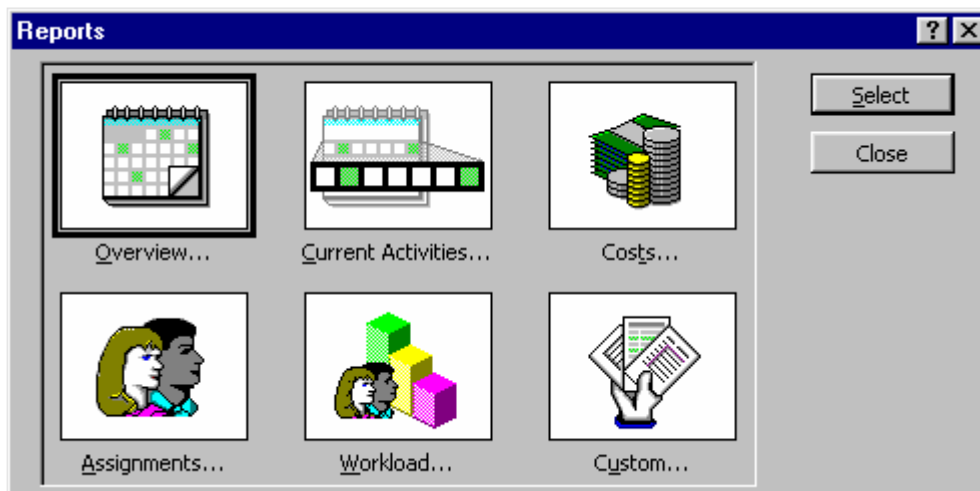 Reports
Select
Close
Overview...
Current Activities...
Costs...
Assignments...
Workload...
Custom...